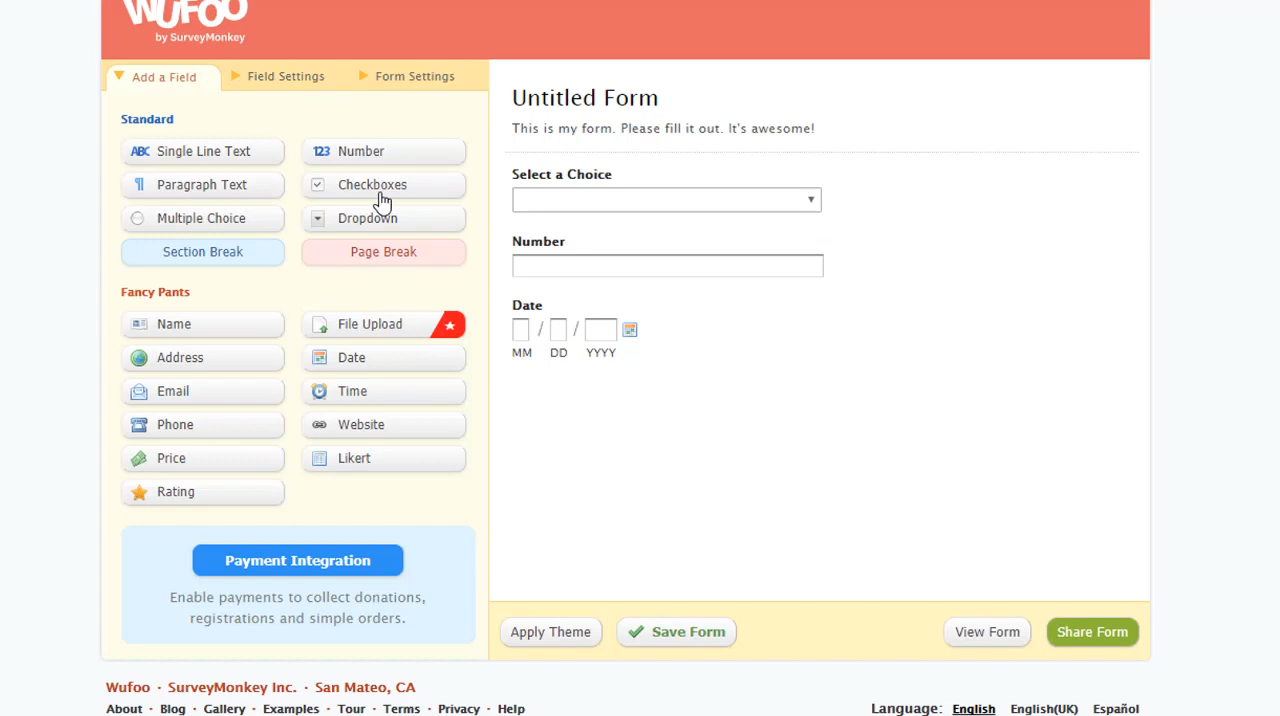 WUFOO
by SurveyMonkey
Add a Field
Field Settings
Form Settings
Standard
ABC Single Line Text
123 Number
Paragraph Text
Checkboxes
Multiple Choice
Dropdown
Section Break
Page Break
Fancy Pants
Name
File Upload
Address
Date
Email
Time
Phone
Website
Price
Likert
Rating
Payment Integration
Enable payments to collect donations,
registrations and simple orders.
Untitled Form
This is my form. Please fill it out. It's awesome!
Select a Choice
Number
Date
/ /
MM DD YYYY
Apply Theme
Save Form
View Form
Share Form
Wufoo · SurveyMonkey Inc. · San Mateo, CA
About · Blog · Gallery · Examples · Tour · Terms · Privacy · Help
Language: English English(UK) Español